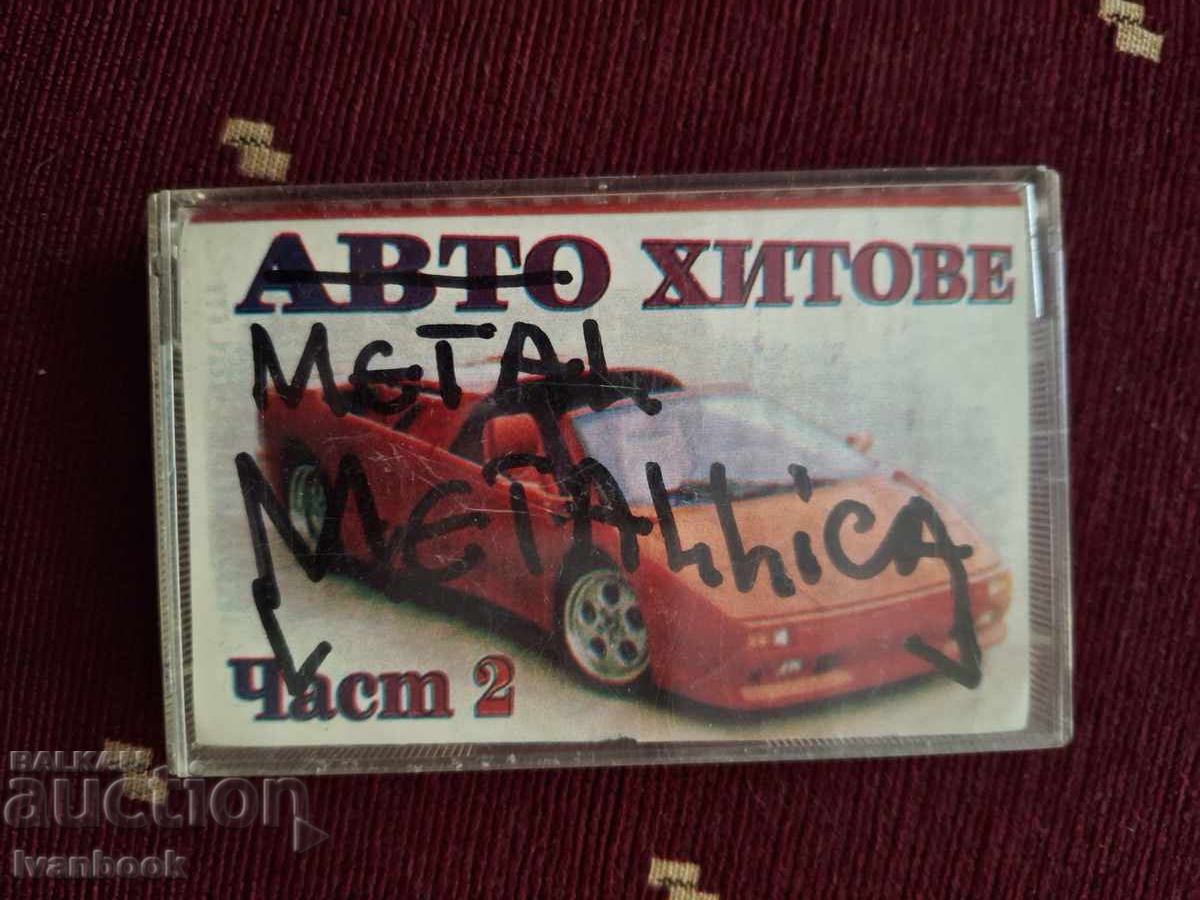 АВТО ХИТОВЕ
METAL
METALLICA
Част 2
BALKAN
auction
Ivanbook